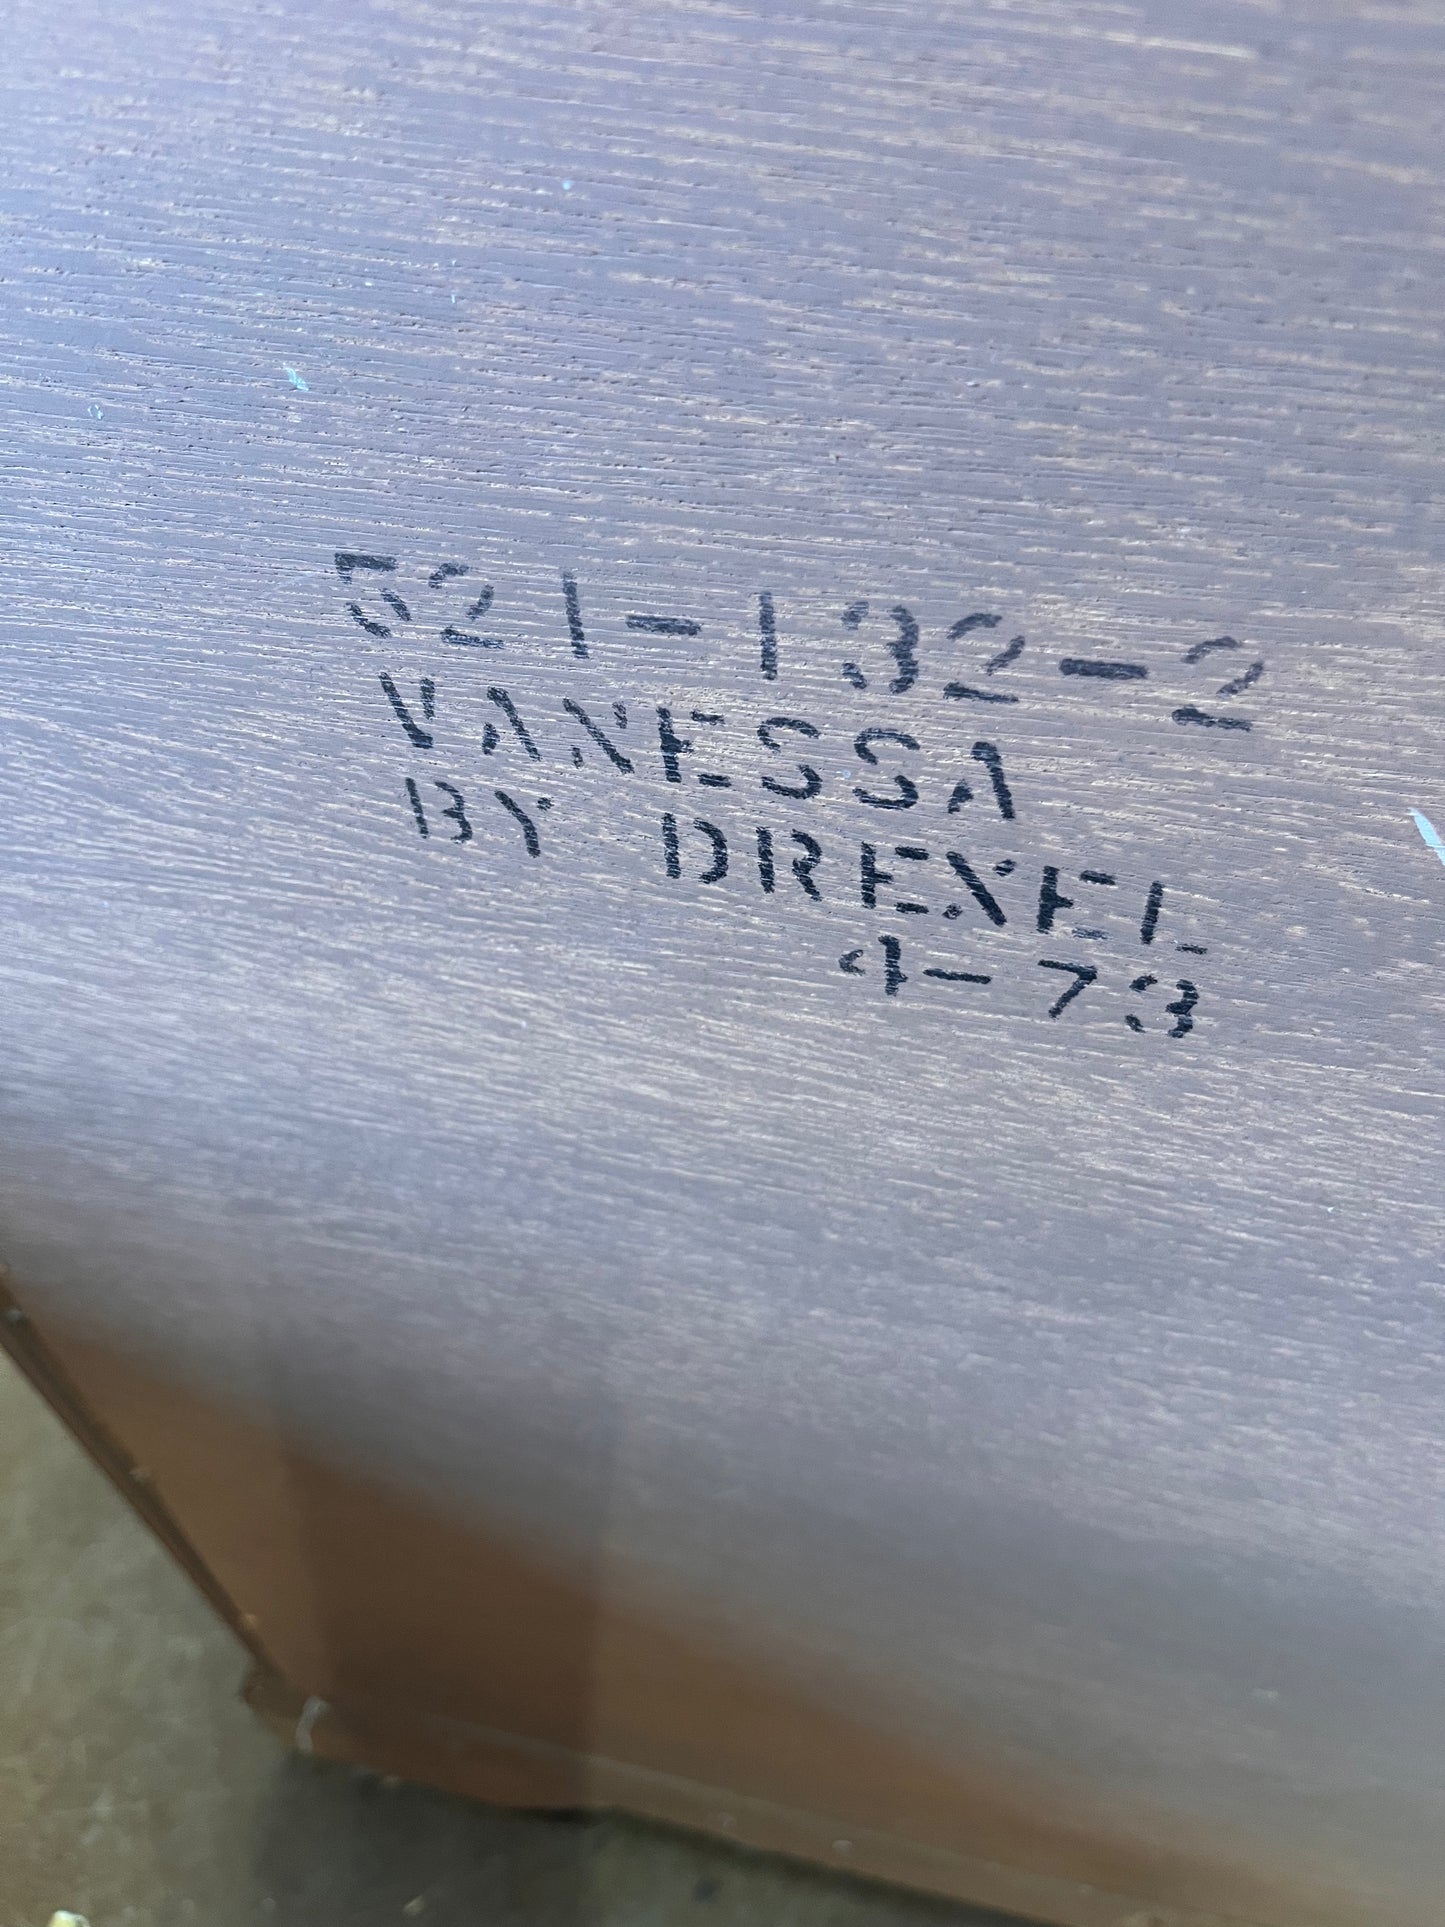 521-132-2
VANESSA
BY DREXEL
4-73